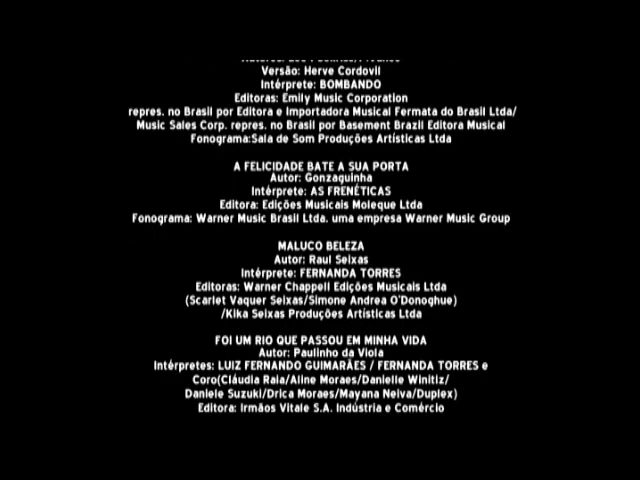 Versão: Herve Cordovil
Intérprete: BOMBANDO
Editoras: Emily Music Corporation
repres. no Brasil por Editora e Importadora Musical Fermata do Brasil Ltda/
Music Sales Corp. repres. no Brasil por Basement Brazil Editora Musical
Fonograma:Sala de Som Produções Artísticas Ltda
A FELICIDADE BATE A SUA PORTA
Autor: Gonzaguinha
Intérprete: AS FRENÉTICAS
Editora: Edições Musicais Moleque Ltda
Fonograma: Warner Music Brasil Ltda. uma empresa Warner Music Group
MALUCO BELEZA
Autor: Raul Seixas
Intérprete: FERNANDA TORRES
Editoras: Warner Chappell Edições Musicais Ltda
(Scarlet Vaquer Seixas/Simone Andrea O'Donoghue)
/Kika Seixas Produções Artísticas Ltda
FOI UM RIO QUE PASSOU EM MINHA VIDA
Autor: Paulinho da Viola
Intérpretes: LUIZ FERNANDO GUIMARÃES / FERNANDA TORRES e
Coro(Cláudia Raia/Aline Moraes/Danielle Winitiz/
Daniele Suzuki/Drica Moraes/Mayana Neiva/Duplex)
Editora: Irmãos Vitale S.A. Indústria e Comércio